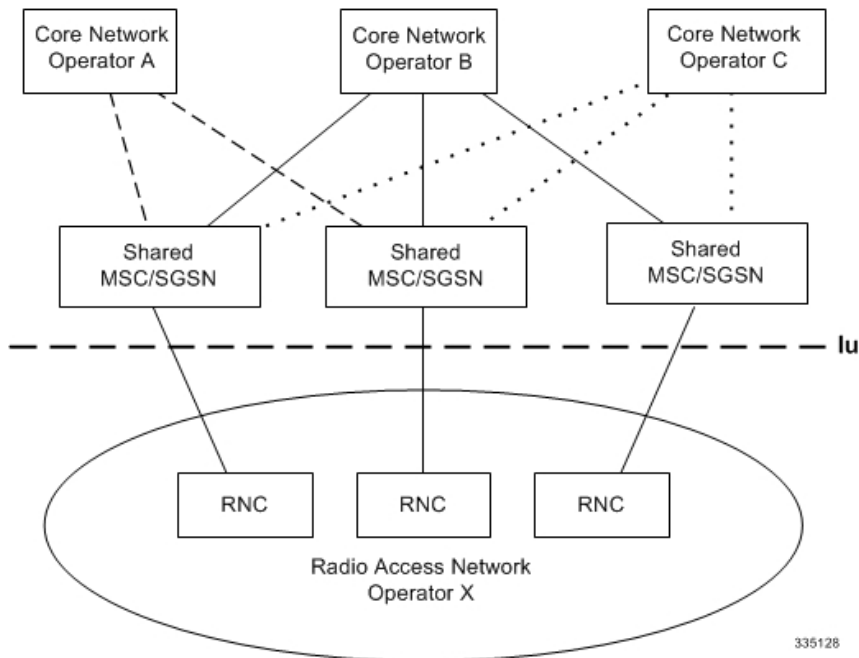 Core Network
Operator A
Core Network
Operator B
Core Network
Operator C
Shared
MSC/SGSN
Shared
MSC/SGSN
Shared
MSC/SGSN
Iu
RNC
RNC
RNC
Radio Access Network
Operator X
335128